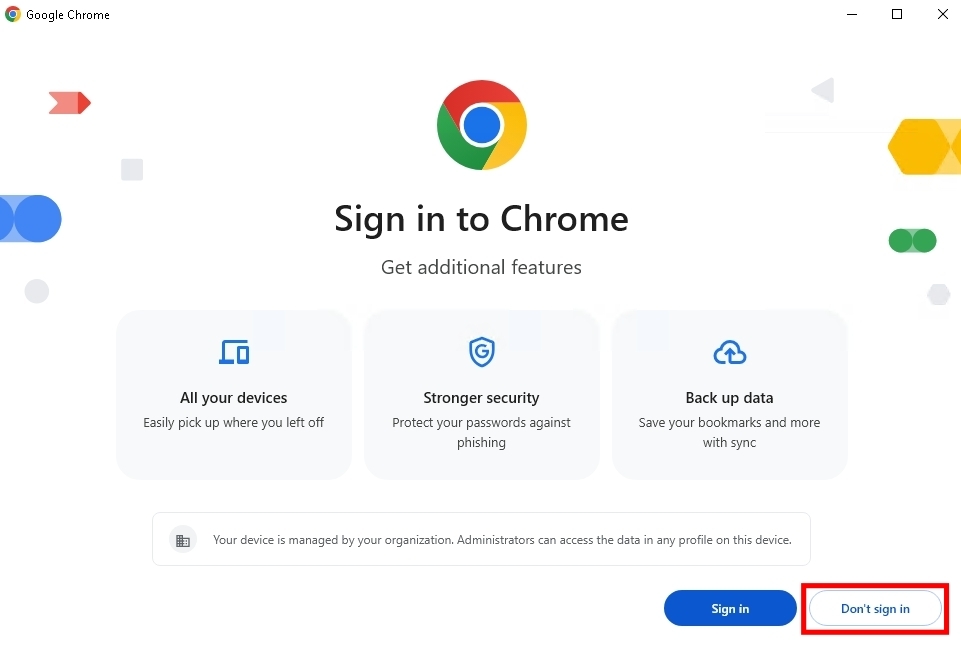 Google Chrome
Sign in to Chrome
Get additional features
All your devices
Easily pick up where you left off
Stronger security
Protect your passwords against
phishing
Back up data
Save your bookmarks and more
with sync
Your device is managed by your organization. Administrators can access the data in any profile on this device.
Sign in
Don't sign in